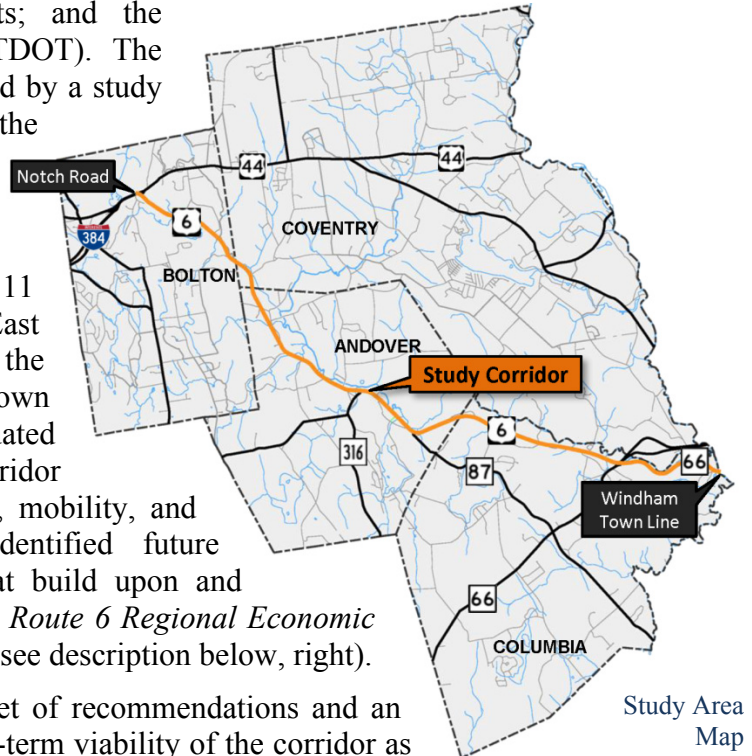 ts; and the
TDOT). The
d by a study
the
11
East
the
own
ated
ridor
, mobility, and
dentified future
at build upon and
Route 6 Regional Economic
see description below, right).
et of recommendations and an
-term viability of the corridor as
Notch Road
44
44
6
384
COVENTRY
BOLTON
ANDOVER
Study Corridor
6
316
87
66
Windham
Town Line
66
COLUMBIA
Study Area
Map